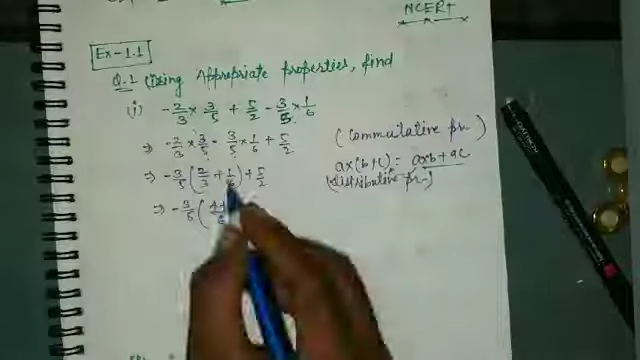 NCERT
Ex-1.1
Q.1 Using Appropriate properties, find
(i) -2/3 × 3/5 + 5/2 - 3/5 × 1/6
⇒ -2/3 × 3/5 - 3/5 × 1/6 + 5/2 (Commutative pr.)
a×(b+c) = a×b+ac
⇒ -3/5 (2/3 + 1/6) + 5/2 (distributive pr.)
⇒ -3/5 (4+